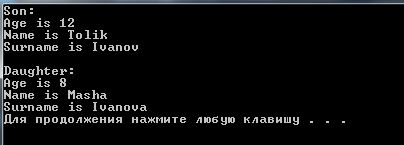 Son:
Age is 12
Name is Tolik
Surname is Ivanov
Daughter:
Age is 8
Name is Masha
Surname is Ivanova
Для продолжения нажмите любую клавишу . . .